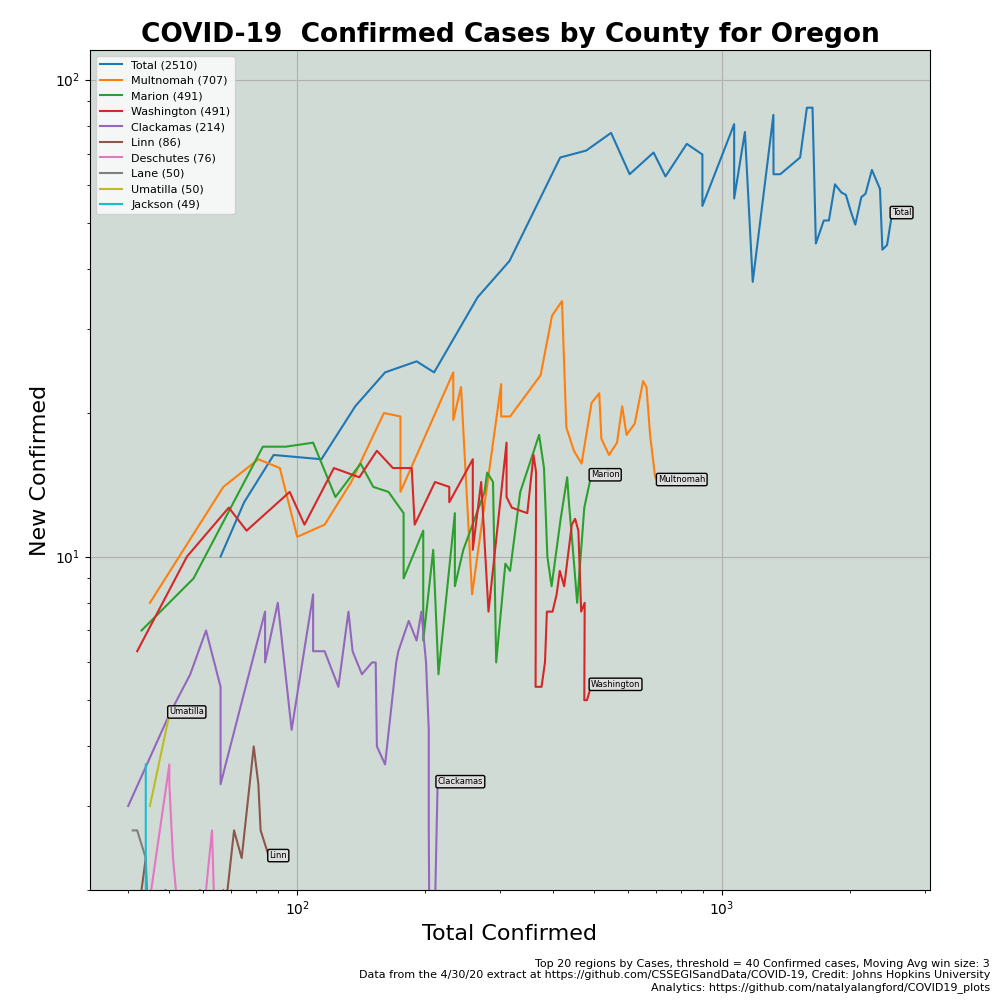 COVID-19  Confirmed Cases by County for Oregon
Total (2510)
Multnomah (707)
Marion (491)
Washington (491)
Clackamas (214)
Linn (86)
Deschutes (76)
Lane (50)
Umatilla (50)
Jackson (49)
10²
10¹
New Confirmed
Total
Marion
Multnomah
Washington
Umatilla
Clackamas
Linn
10²
10³
Total Confirmed
Top 20 regions by Cases, threshold = 40 Confirmed cases, Moving Avg win size: 3
Data from the 4/30/20 extract at https://github.com/CSSEGISandData/COVID-19, Credit: Johns Hopkins University
Analytics: https://github.com/natalyalangford/COVID19_plots